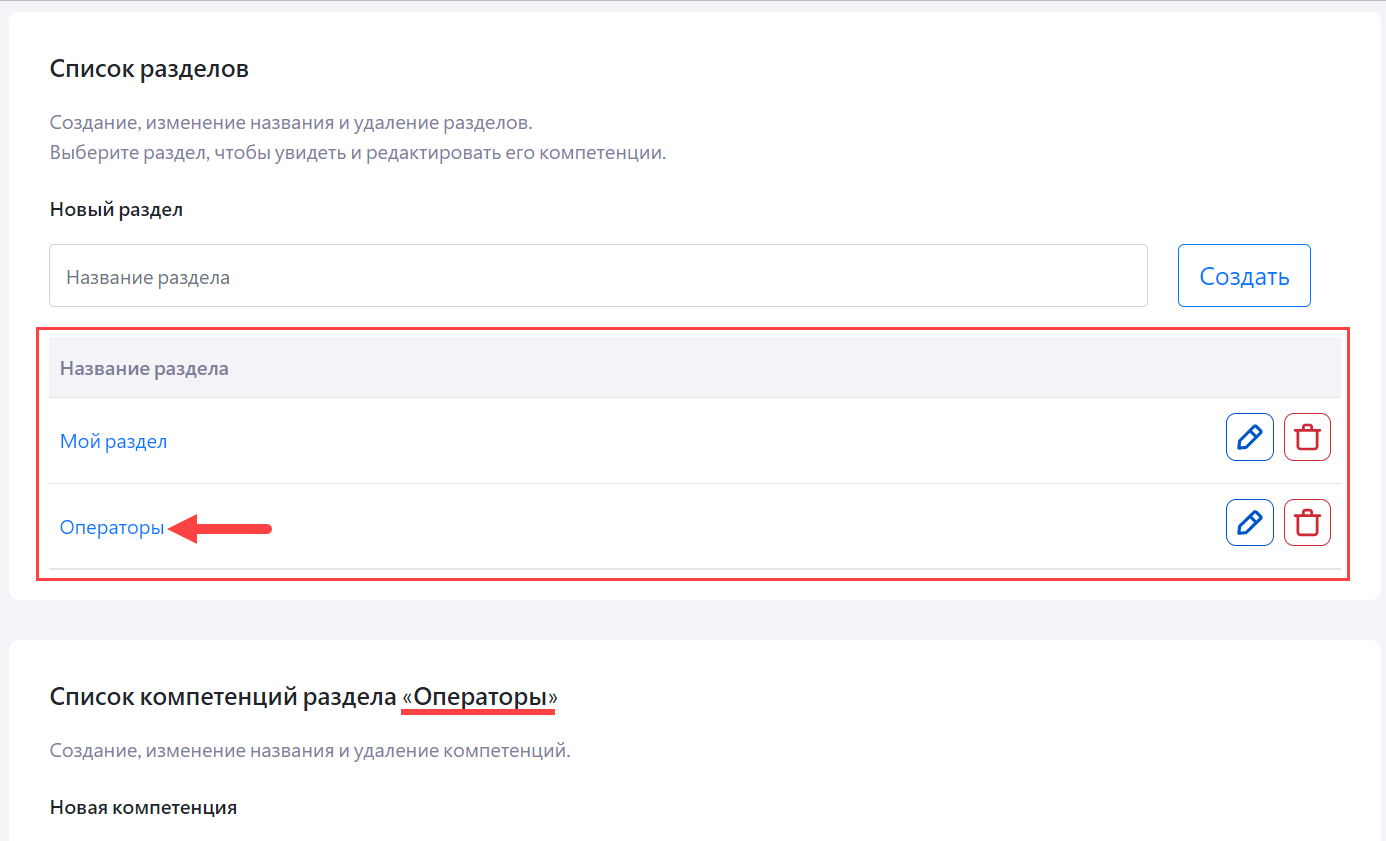 Список разделов
Создание, изменение названия и удаление разделов.
Выберите раздел, чтобы увидеть и редактировать его компетенции.
Новый раздел
Название раздела
Создать
Название раздела
Мой раздел
Операторы
Список компетенций раздела «Операторы»
Создание, изменение названия и удаление компетенций.
Новая компетенция